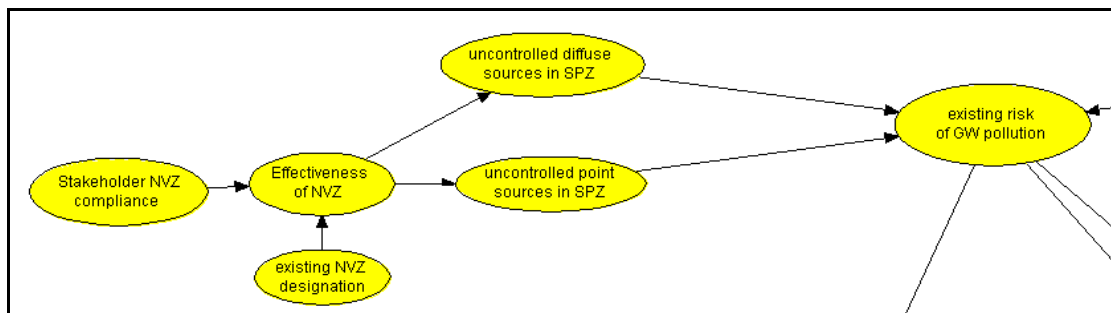 uncontrolled diffuse
sources in SPZ
existing risk
of GW pollution
Stakeholder NVZ
compliance
Effectiveness
of NVZ
uncontrolled point
sources in SPZ
existing NVZ
designation